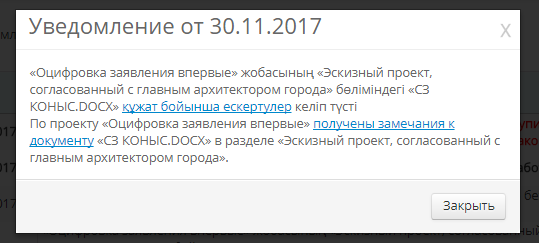 Уведомление от 30.11.2017
X
«Оцифровка заявления впервые» жобасының «Эскизный проект,
согласованный с главным архитектором города» бөліміндегі «СЗ
КОНЫС.DOCX» құжат бойынша ескертулер келіп түсті
По проекту «Оцифровка заявления впервые» получены замечания к
документу «СЗ КОНЫС.DOCX» в разделе «Эскизный проект, согласованный с
главным архитектором города».
Закрыть